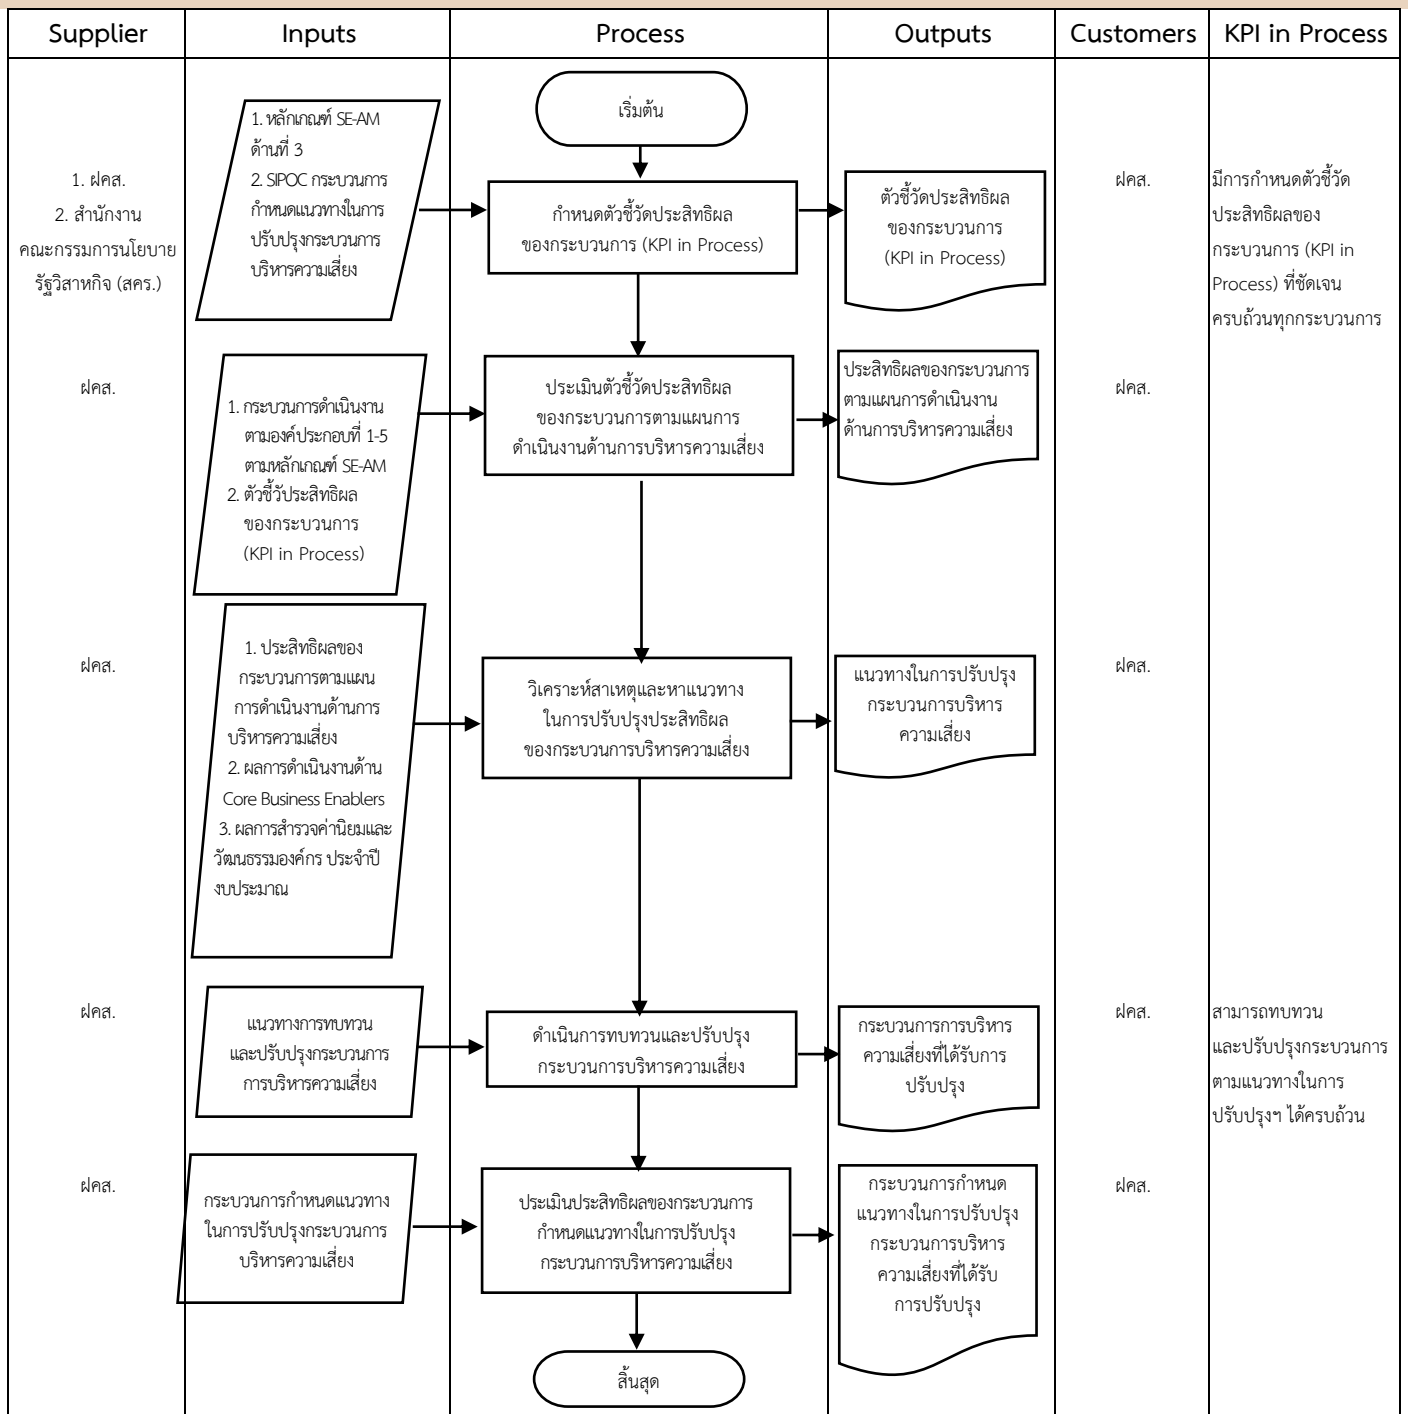 Supplier
Inputs
Process
Outputs
Customers
KPI in Process
เริ่มต้น
1. ฝคส.
2. สำนักงาน
คณะกรรมการนโยบาย
รัฐวิสาหกิจ (สคร.)
1. หลักเกณฑ์ SE-AM
ด้านที่ 3
2. SIPOC กระบวนการ
กำหนดแนวทางในการ
ปรับปรุงกระบวนการ
บริหารความเสี่ยง
กำหนดตัวชี้วัดประสิทธิผล
ของกระบวนการ (KPI in Process)
ตัวชี้วัดประสิทธิผล
ของกระบวนการ
(KPI in Process)
ฝคส.
มีการกำหนดตัวชี้วัด
ประสิทธิผลของ
กระบวนการ (KPI in
Process) ที่ชัดเจน
ครบถ้วนทุกกระบวนการ
ฝคส.
1. กระบวนการดำเนินงาน
ตามองค์ประกอบที่ 1-5
ตามหลักเกณฑ์ SE-AM
2. ตัวชี้วัประสิทธิผล
ของกระบวนการ
(KPI in Process)
ประเมินตัวชี้วัดประสิทธิผล
ของกระบวนการตามแผนการ
ดำเนินงานด้านการบริหารความเสี่ยง
ประสิทธิผลของกระบวนการ
ตามแผนการดำเนินงาน
ด้านการบริหารความเสี่ยง
ฝคส.
ฝคส.
1. ประสิทธิผลของ
กระบวนการตามแผน
การดำเนินงานด้านการ
บริหารความเสี่ยง
2. ผลการดำเนินงานด้าน
Core Business Enablers
3. ผลการสำรวจค่านิยมและ
วัฒนธรรมองค์กร ประจำปี
งบประมาณ
วิเคราะห์สาเหตุและหาแนวทาง
ในการปรับปรุงประสิทธิผล
ของกระบวนการบริหารความเสี่ยง
แนวทางในการปรับปรุง
กระบวนการบริหาร
ความเสี่ยง
ฝคส.
ฝคส.
แนวทางการทบทวน
และปรับปรุงกระบวนการ
การบริหารความเสี่ยง
ดำเนินการทบทวนและปรับปรุง
กระบวนการบริหารความเสี่ยง
กระบวนการการบริหาร
ความเสี่ยงที่ได้รับการ
ปรับปรุง
ฝคส.
สามารถทบทวน
และปรับปรุงกระบวนการ
ตามแนวทางในการ
ปรับปรุงฯ ได้ครบถ้วน
ฝคส.
กระบวนการกำหนดแนวทาง
ในการปรับปรุงกระบวนการ
บริหารความเสี่ยง
ประเมินประสิทธิผลของกระบวนการ
กำหนดแนวทางในการปรับปรุง
กระบวนการบริหารความเสี่ยง
กระบวนการกำหนด
แนวทางในการปรับปรุง
กระบวนการบริหาร
ความเสี่ยงที่ได้รับ
การปรับปรุง
ฝคส.
สิ้นสุด